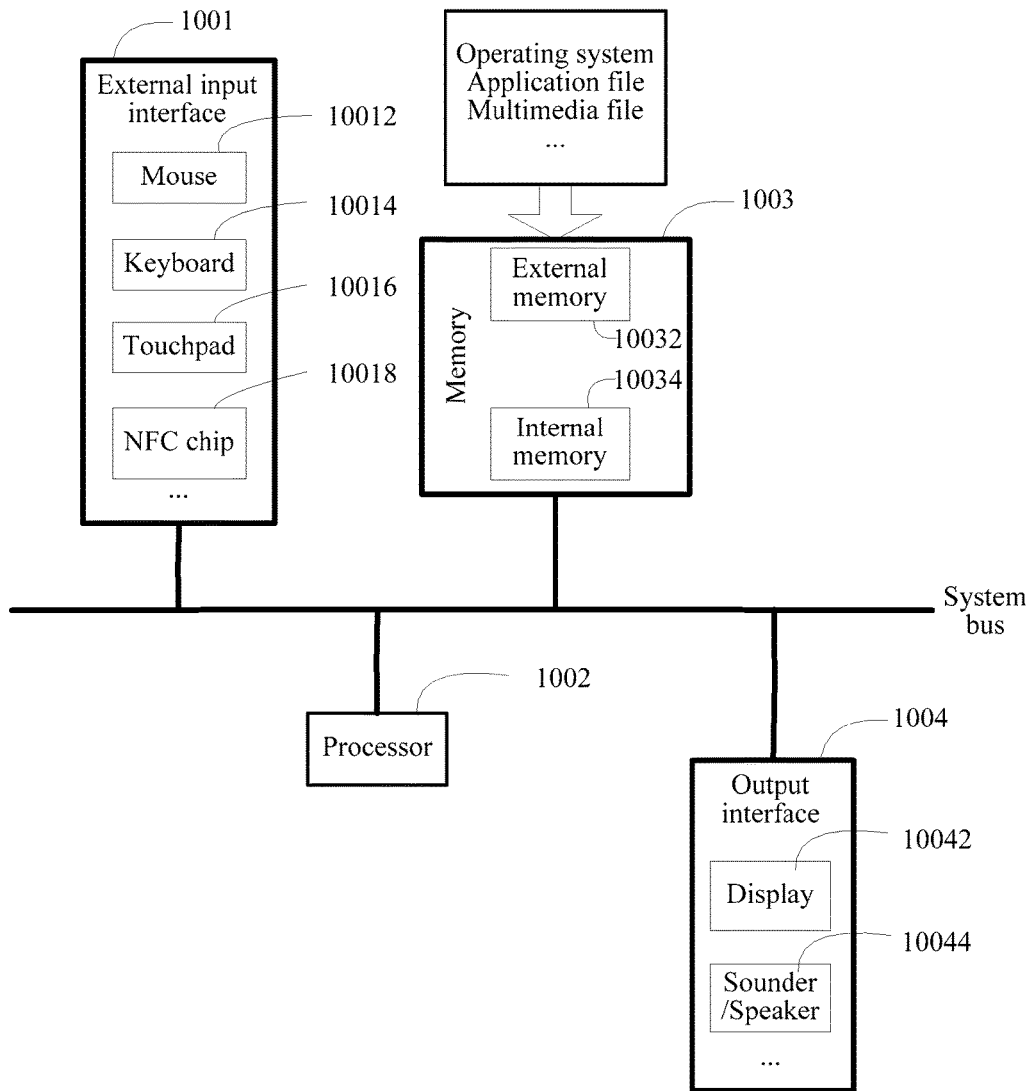 1001
External input
interface
10012
Mouse
10014
Keyboard
10016
Touchpad
10018
NFC chip
...
Operating system
Application file
Multimedia file
...
1003
Memory
External
memory
10032
10034
Internal
memory
System
bus
1002
Processor
1004
Output
interface
10042
Display
10044
Sounder
/Speaker
...